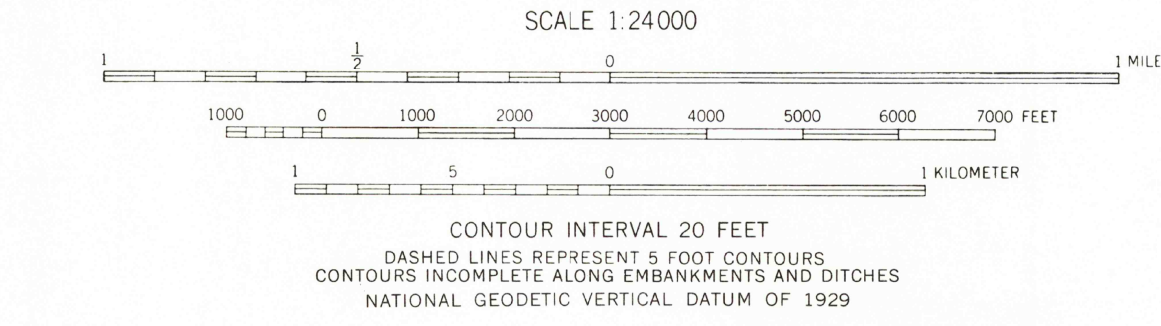 SCALE 1:24000
1 1/2 0 1 MILE
1000 0 1000 2000 3000 4000 5000 6000 7000 FEET
1 5 0 1 KILOMETER
CONTOUR INTERVAL 20 FEET
DASHED LINES REPRESENT 5 FOOT CONTOURS
CONTOURS INCOMPLETE ALONG EMBANKMENTS AND DITCHES
NATIONAL GEODETIC VERTICAL DATUM OF 1929